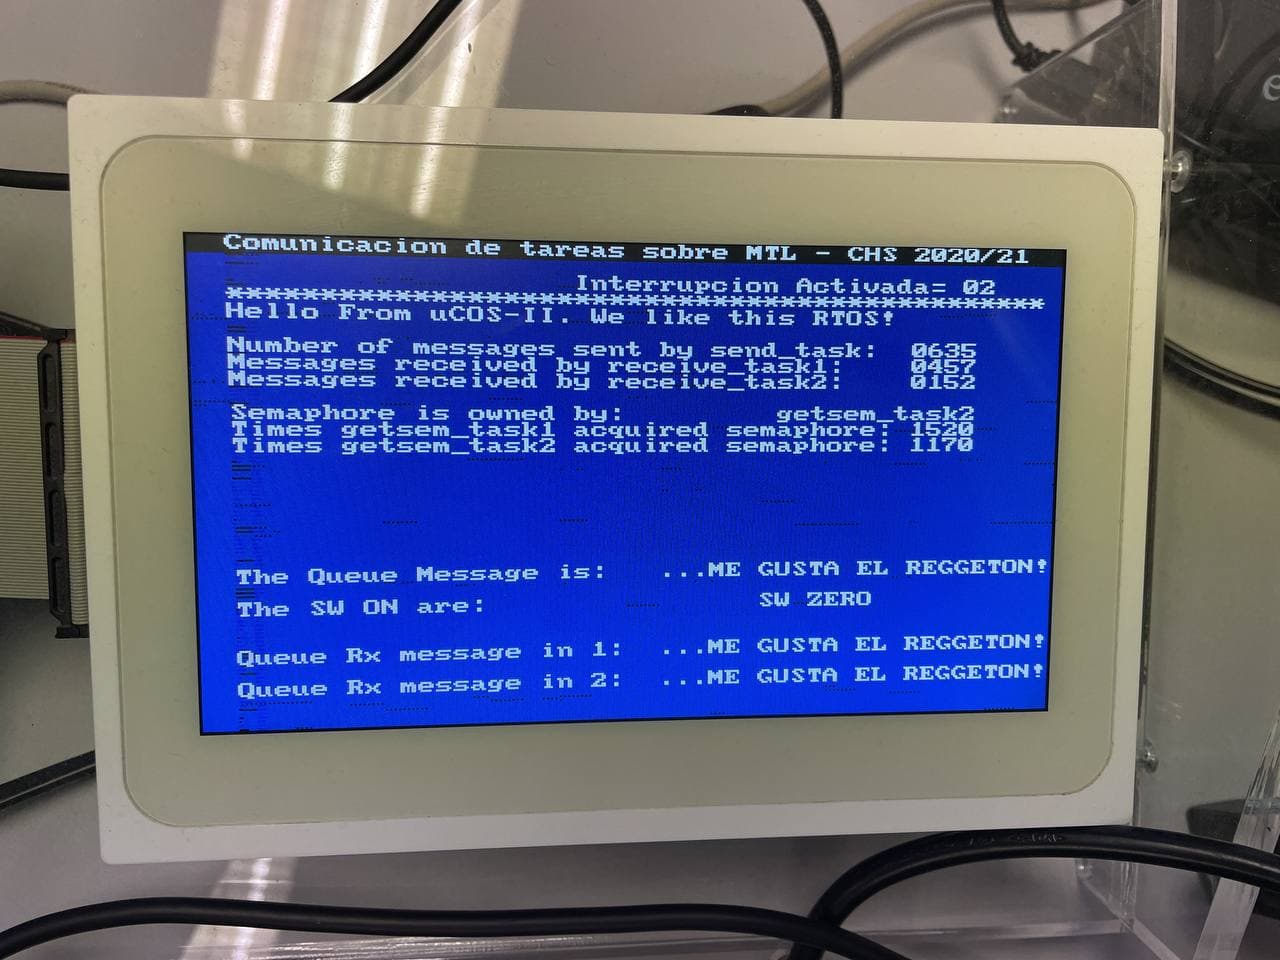 Comunicacion de tareas sobre MTL - CHS 2020/21
Interrupcion Activada= 02
*******************************************************
Hello From uCOS-II. We like this RTOS!
Number of messages sent by send_task: 0635
Messages received by receive_task1: 0457
Messages received by receive_task2: 0152
Semaphore is owned by: getsem_task2
Times getsem_task1 acquired semaphore: 1520
Times getsem_task2 acquired semaphore: 1170
The Queue Message is: ...ME GUSTA EL REGGETON!
The SW ON are: SW ZERO
Queue Rx message in 1: ...ME GUSTA EL REGGETON!
Queue Rx message in 2: ...ME GUSTA EL REGGETON!